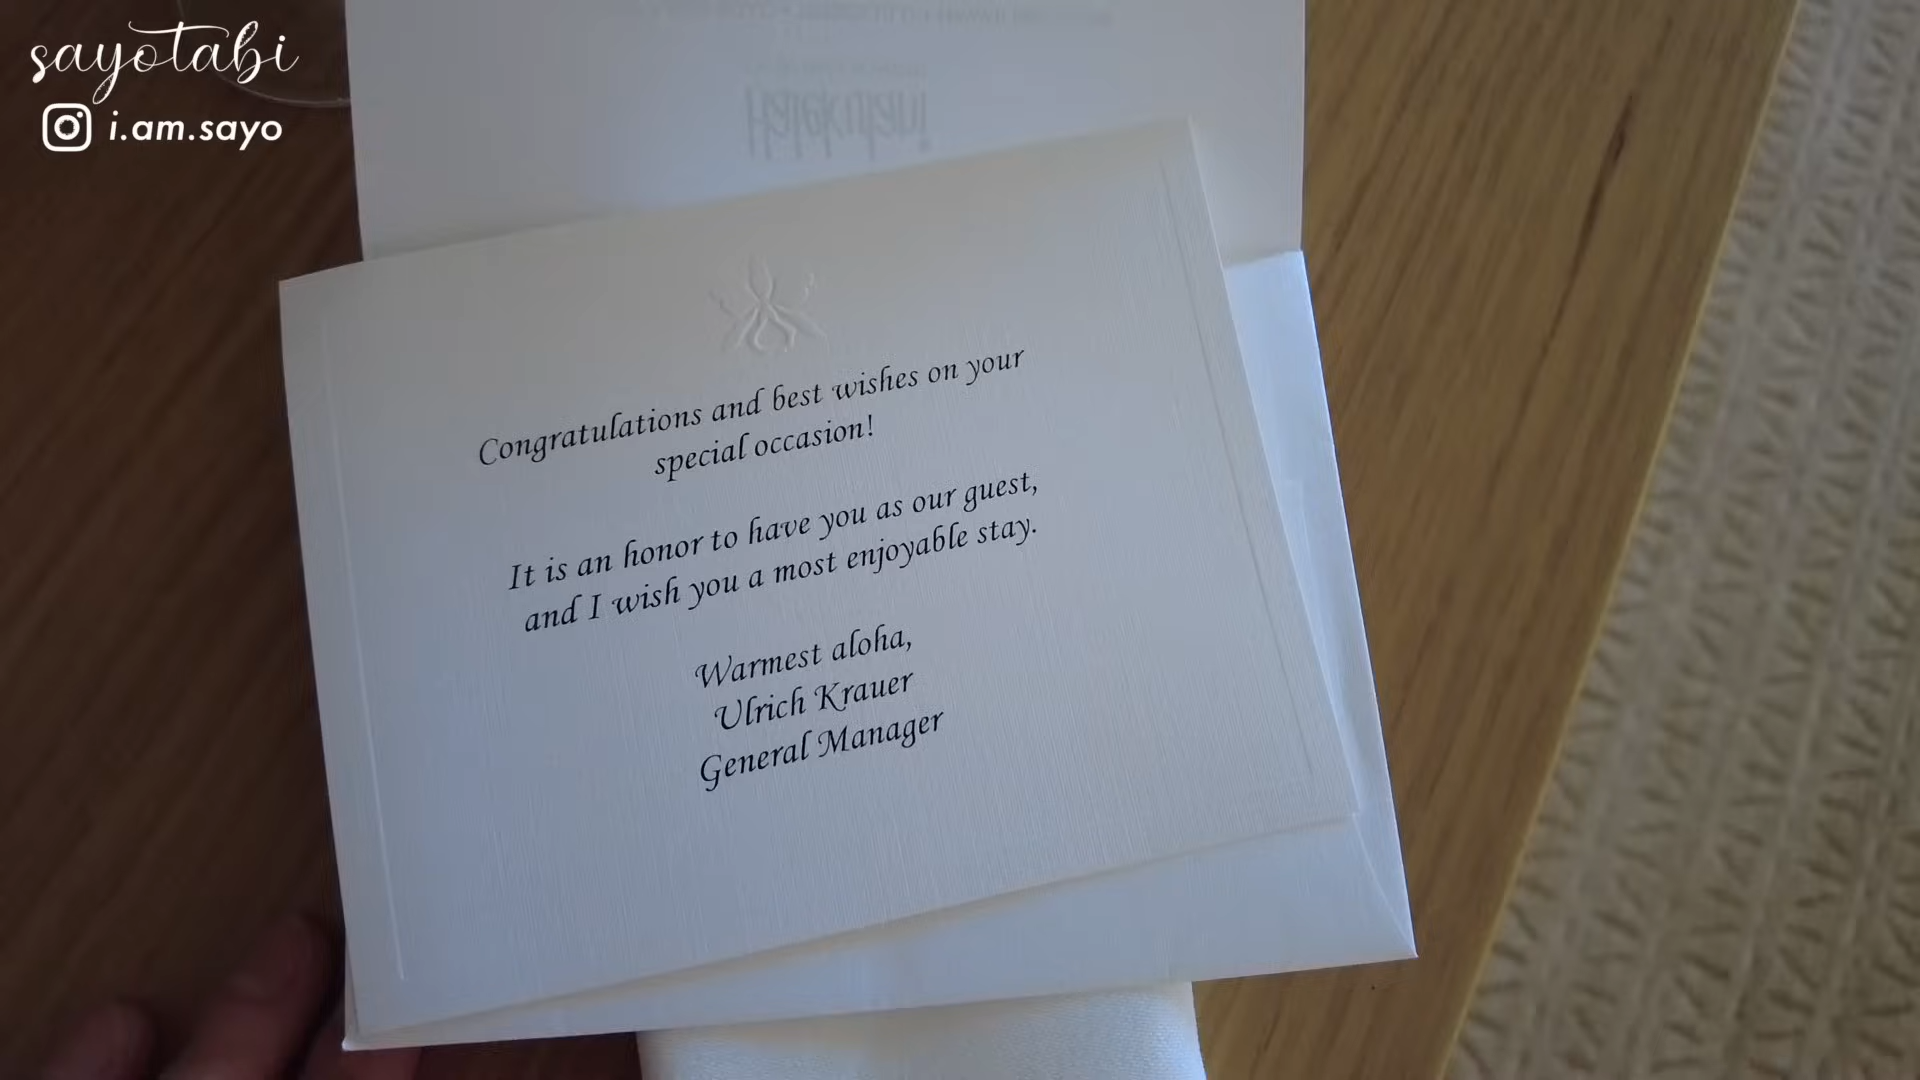 sayotabi
i.am.sayo
Halekulani
Congratulations and best wishes on your
special occasion!
It is an honor to have you as our guest,
and I wish you a most enjoyable stay.
Warmest aloha,
Ulrich Krauer
General Manager